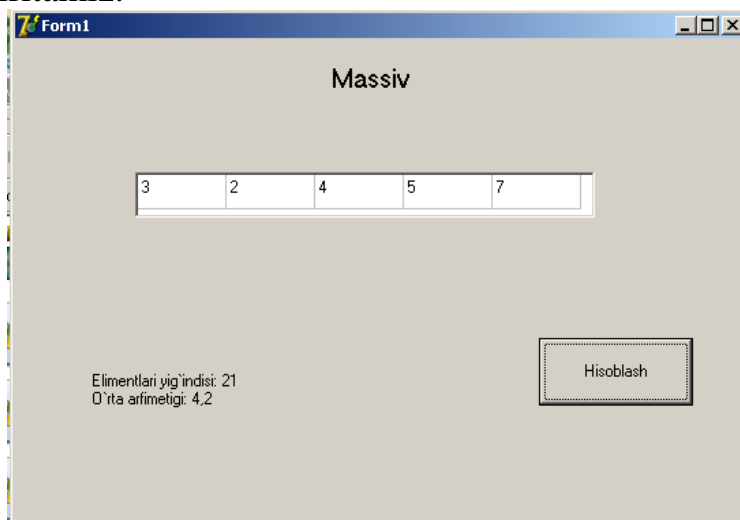 Form1
Massiv
3 2 4 5 7
Hisoblash
Elimentlari yig`indisi: 21
O`rta arfimetigi: 4,2